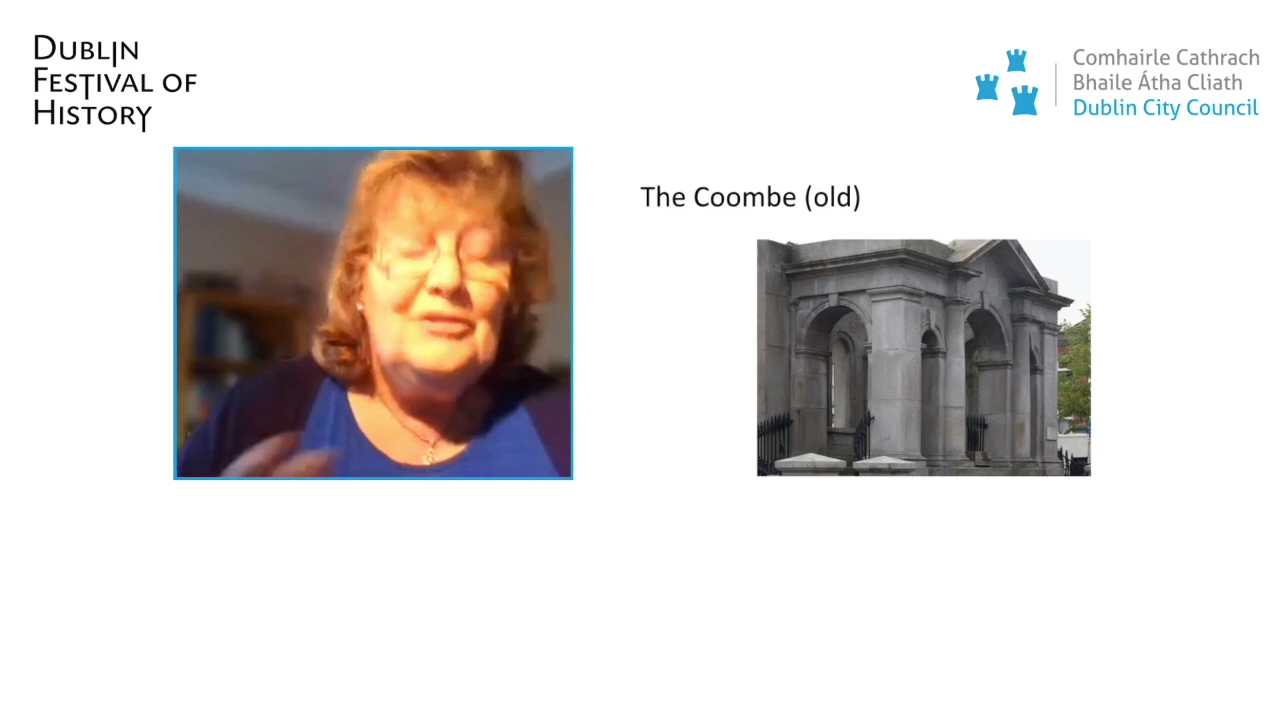 Dublin
Festival of
History
Comhairle Cathrach
Bhaile Átha Cliath
Dublin City Council
The Coombe (old)